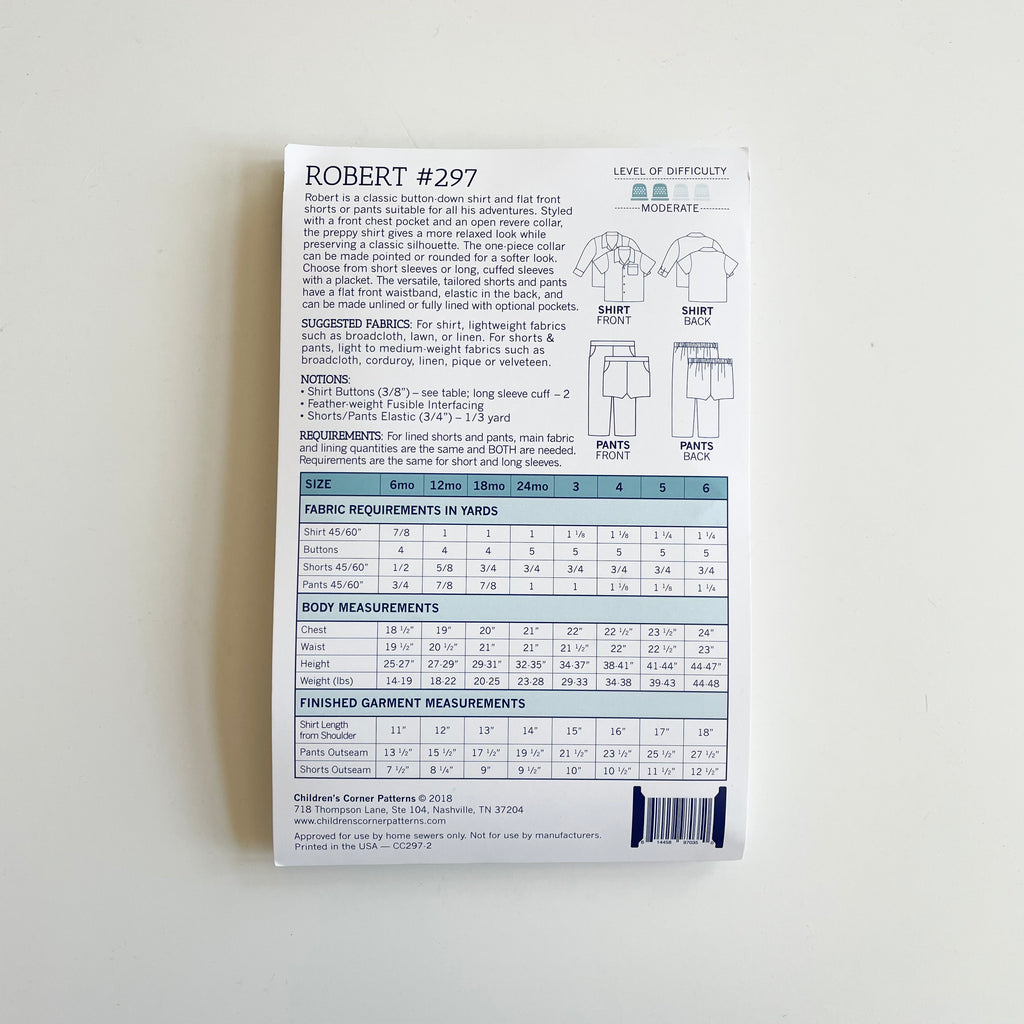 ROBERT #297
Robert is a classic button-down shirt and flat front
shorts or pants suitable for all his adventures. Styled
with a front chest pocket and an open revere collar,
the preppy shirt gives a more relaxed look while
preserving a classic silhouette. The one-piece collar
can be made pointed or rounded for a softer look.
Choose from short sleeves or long, cuffed sleeves
with a placket. The versatile, tailored shorts and pants
have a flat front waistband, elastic in the back, and
can be made unlined or fully lined with optional pockets.
SUGGESTED FABRICS: For shirt, lightweight fabrics
such as broadcloth, lawn, or linen. For shorts &
pants, light to medium-weight fabrics such as
broadcloth, corduroy, linen, pique or velveteen.
NOTIONS:
• Shirt Buttons (3/8") – see table; long sleeve cuff – 2
• Feather-weight Fusible Interfacing
• Shorts/Pants Elastic (3/4") – 1/3 yard
REQUIREMENTS: For lined shorts and pants, main fabric
and lining quantities are the same and BOTH are needed.
Requirements are the same for short and long sleeves.
LEVEL OF DIFFICULTY
MODERATE
SHIRT FRONT
SHIRT BACK
PANTS FRONT
PANTS BACK
SIZE 6mo 12mo 18mo 24mo 3 4 5 6
FABRIC REQUIREMENTS IN YARDS
Shirt 45/60" 7/8 1 1 1 1 1/8 1 1/8 1 1/4 1 1/4
Buttons 4 4 4 5 5 5 5 5
Shorts 45/60" 1/2 5/8 3/4 3/4 3/4 3/4 3/4 3/4
Pants 45/60" 3/4 7/8 7/8 1 1 1 1/8 1 1/8 1 1/4
BODY MEASUREMENTS
Chest 18 1/2" 19" 20" 21" 22" 22 1/2" 23 1/2" 24"
Waist 19 1/2" 20 1/2" 21" 21" 21 1/2" 22" 22 1/2" 23"
Height 25-27" 27-29" 29-31" 32-35" 34-37" 38-41" 41-44" 44-47"
Weight (lbs) 14-19 18-22 20-25 23-28 29-33 34-38 39-43 44-48
FINISHED GARMENT MEASUREMENTS
Shirt Length from Shoulder 11" 12" 13" 14" 15" 16" 17" 18"
Pants Outseam 13 1/2" 15 1/2" 17 1/2" 19 1/2" 21 1/2" 23 1/2" 25 1/2" 27 1/2"
Shorts Outseam 7 1/2" 8 1/4" 9" 9 1/2" 10" 10 1/2" 11 1/2" 12 1/2"
Children's Corner Patterns © 2018
718 Thompson Lane, Ste 104, Nashville, TN 37204
www.childrenscornerpatterns.com
Approved for use by home sewers only. Not for use by manufacturers.
Printed in the USA — CC297-2
14458 97035